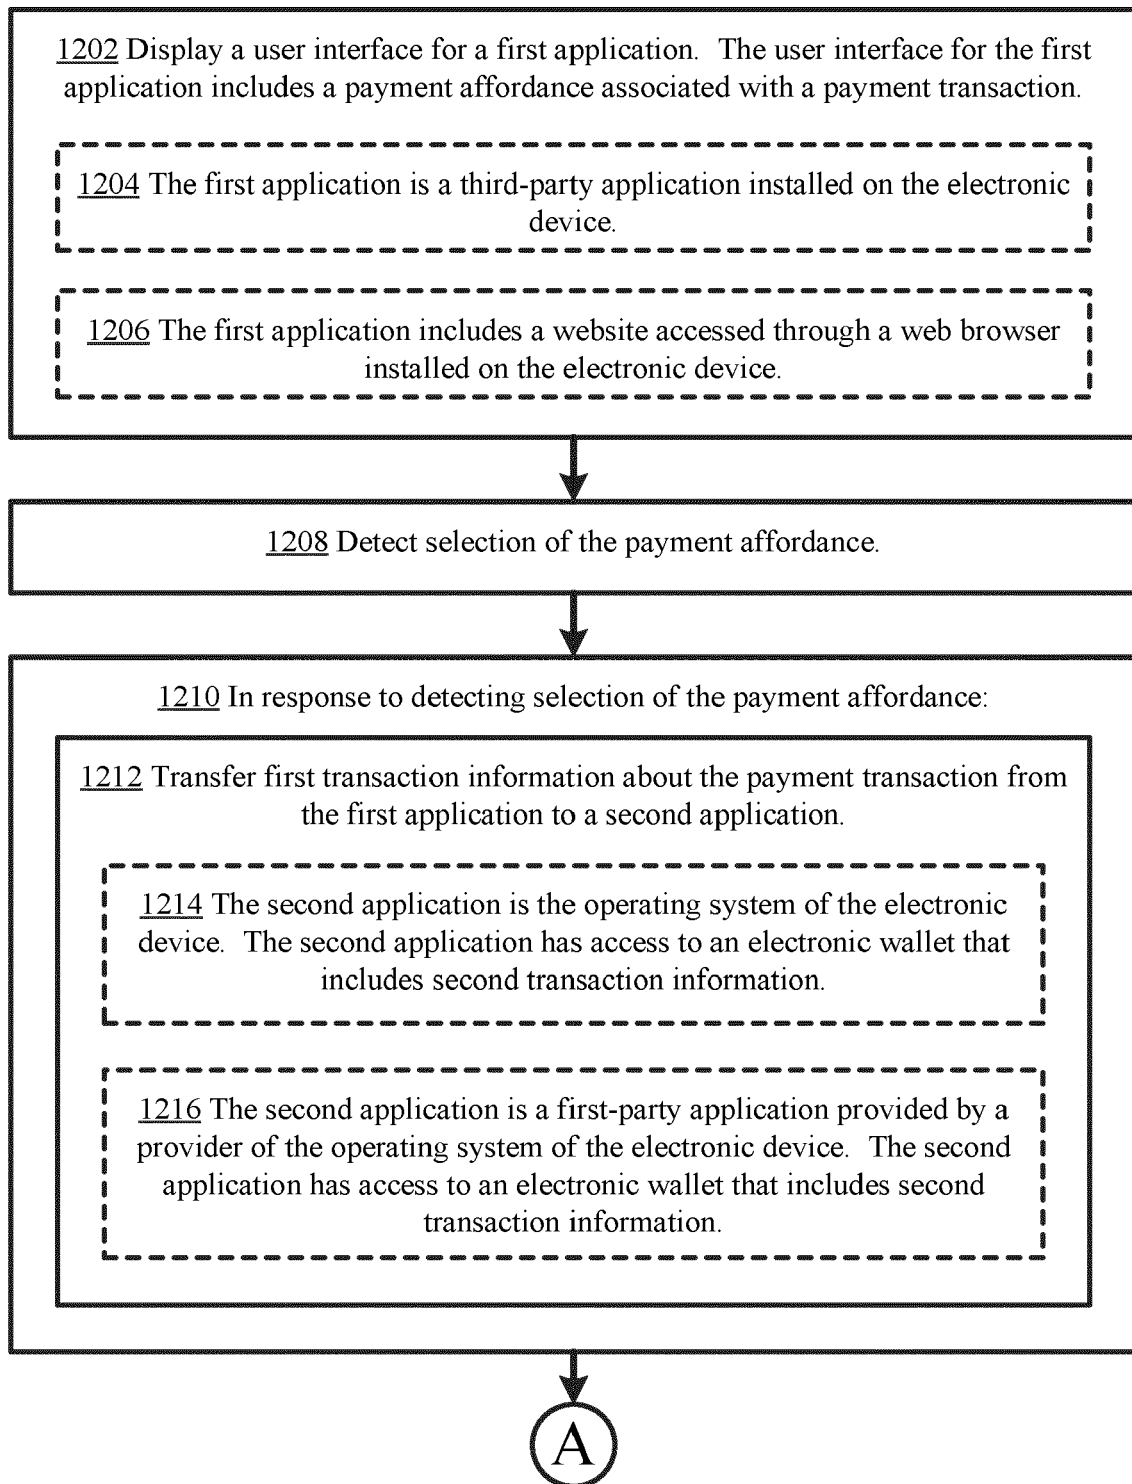 1202 Display a user interface for a first application. The user interface for the first
application includes a payment affordance associated with a payment transaction.
1204 The first application is a third-party application installed on the electronic
device.
1206 The first application includes a website accessed through a web browser
installed on the electronic device.
1208 Detect selection of the payment affordance.
1210 In response to detecting selection of the payment affordance:
1212 Transfer first transaction information about the payment transaction from
the first application to a second application.
1214 The second application is the operating system of the electronic
device. The second application has access to an electronic wallet that
includes second transaction information.
1216 The second application is a first-party application provided by a
provider of the operating system of the electronic device. The second
application has access to an electronic wallet that includes second
transaction information.
A